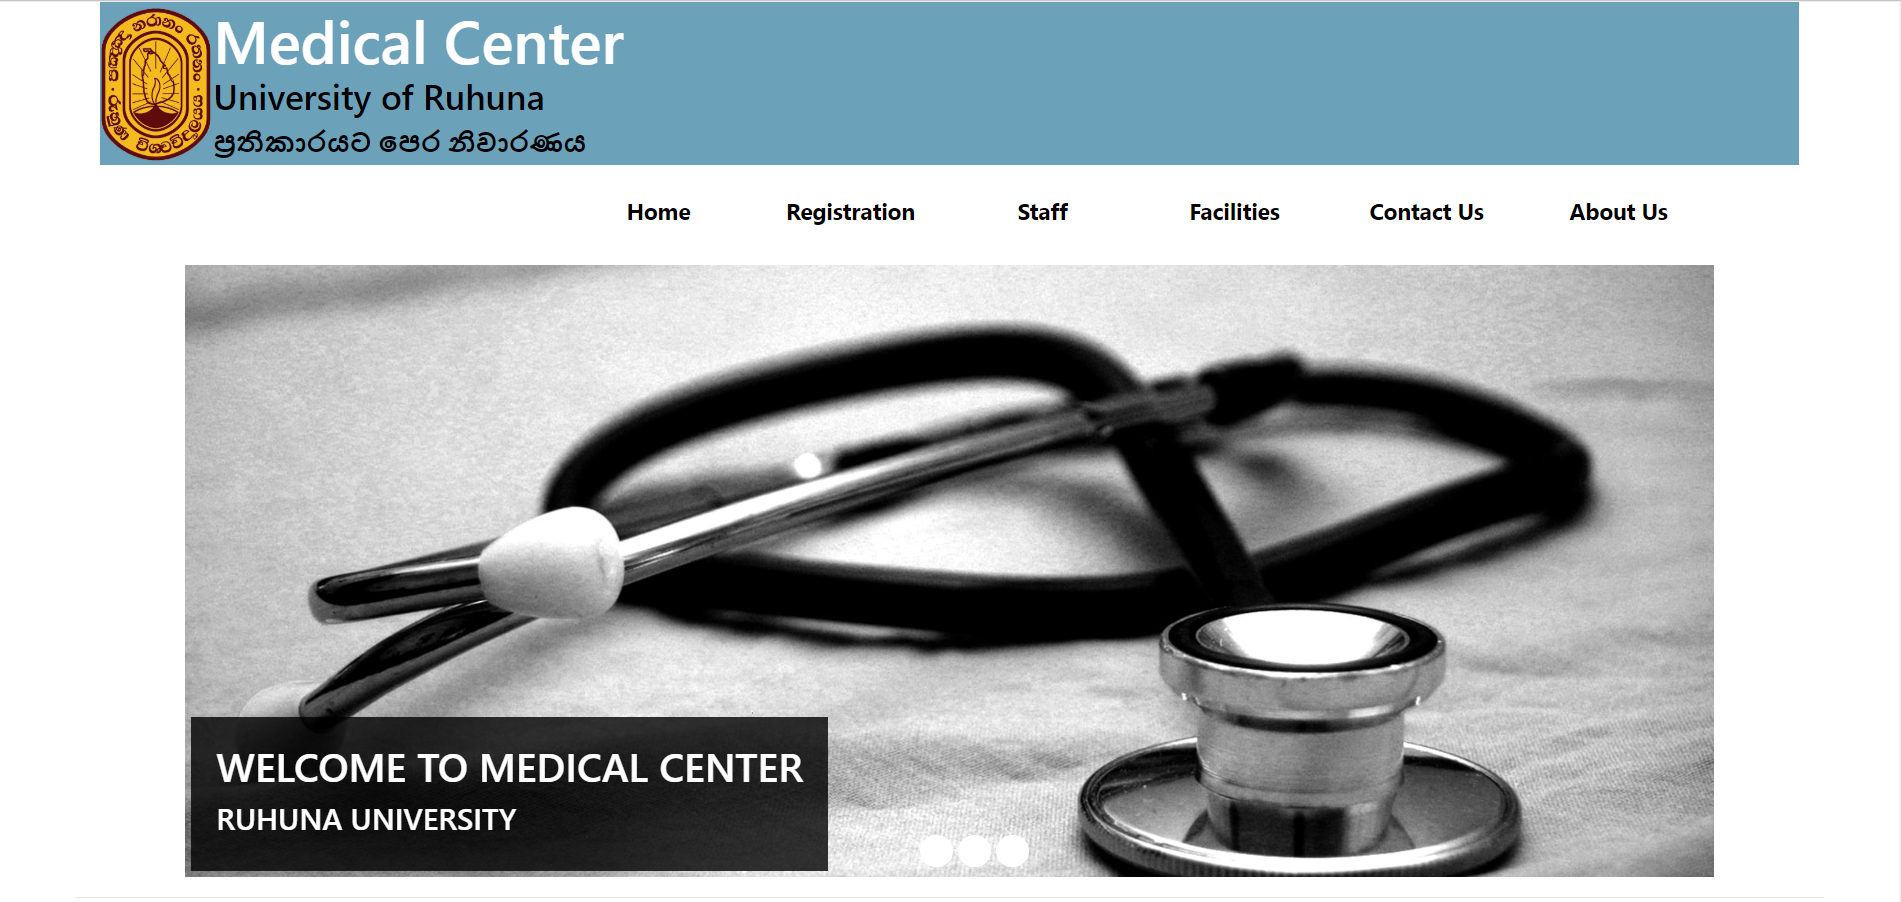 Medical Center
University of Ruhuna
ප්‍රතිකාරයට පෙර නිවාරණය
Home
Registration
Staff
Facilities
Contact Us
About Us
WELCOME TO MEDICAL CENTER
RUHUNA UNIVERSITY